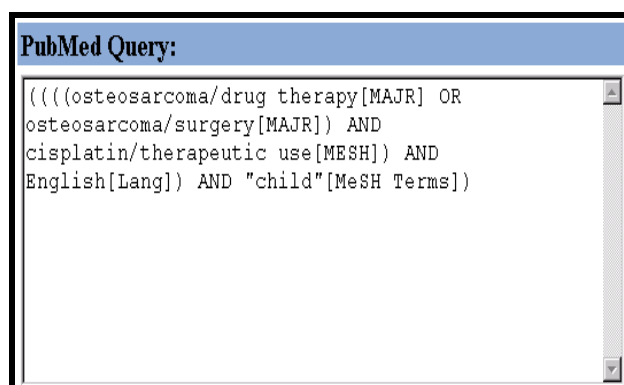 PubMed Query:
((((osteosarcoma/drug therapy[MAJR] OR
osteosarcoma/surgery[MAJR]) AND
cisplatin/therapeutic use[MESH]) AND
English[Lang]) AND "child"[MeSH Terms])